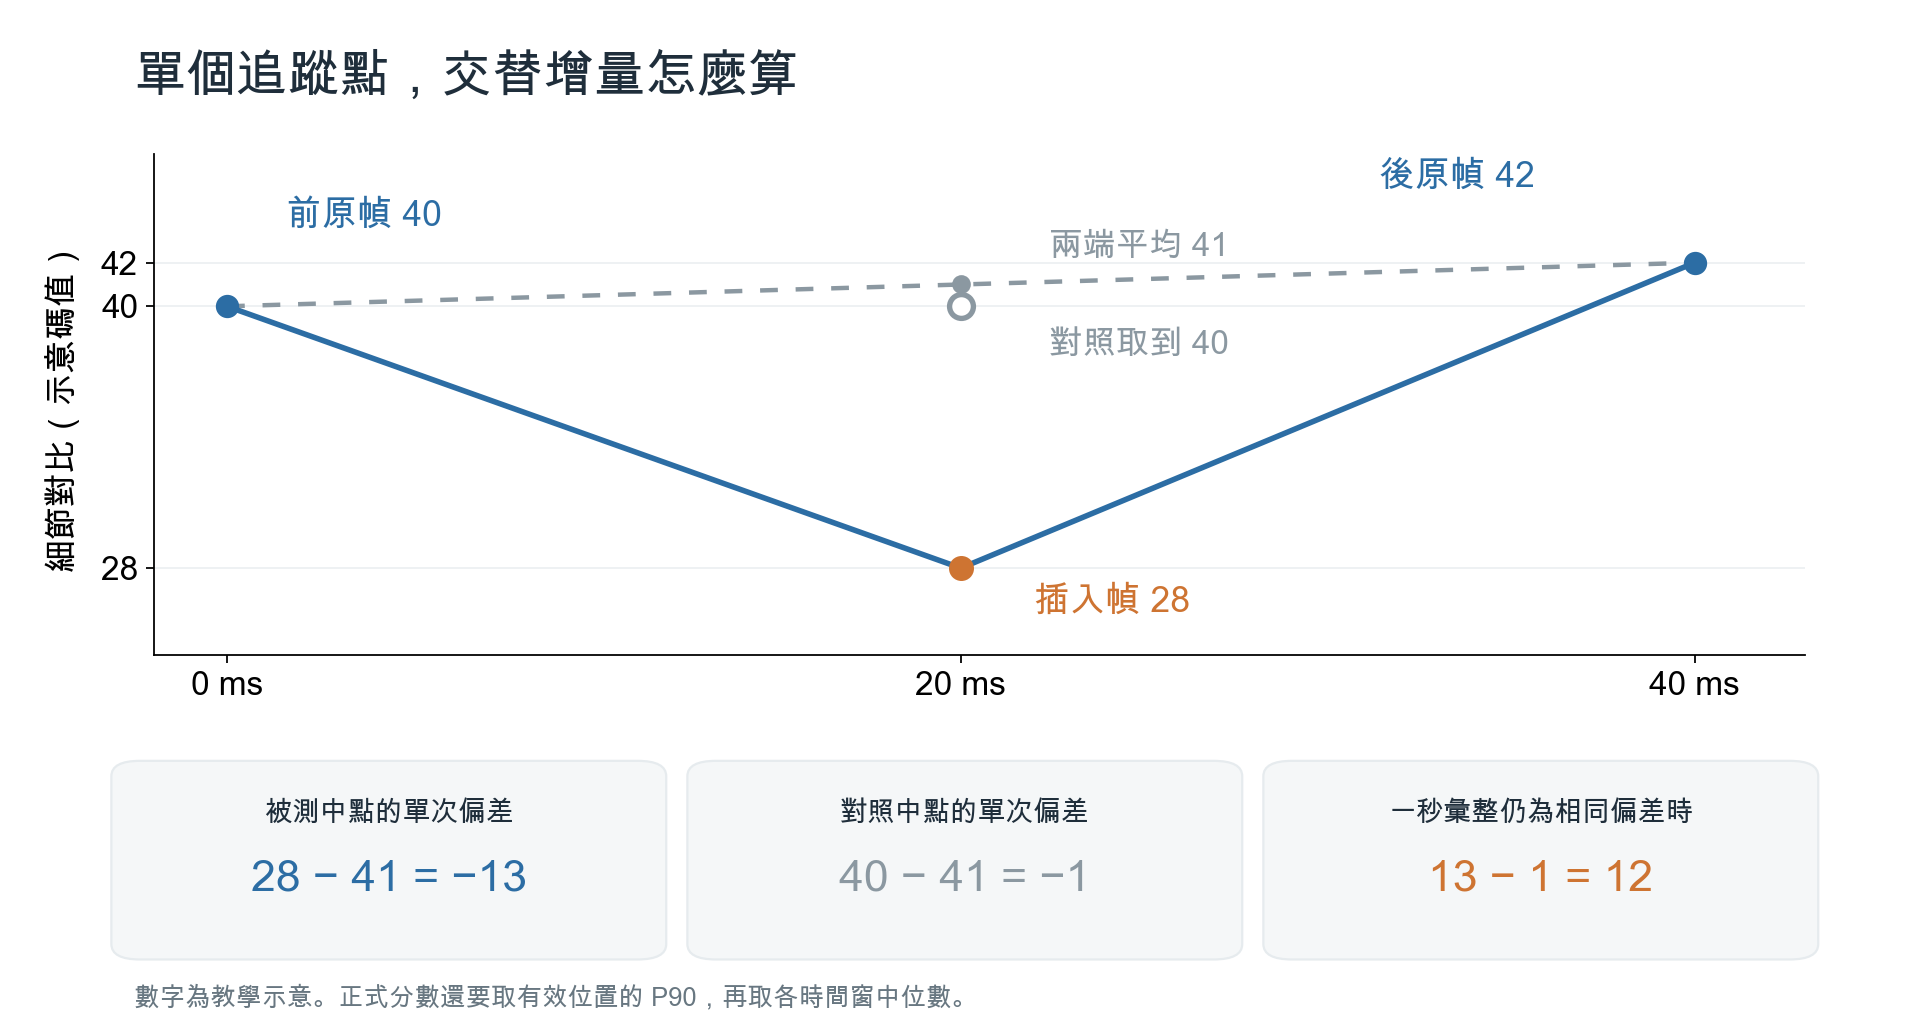 單個追蹤點，交替增量怎麼算
前原幀 40
後原幀 42
兩端平均 41
對照取到 40
插入幀 28
細節對比（示意碼值）
42
40
28
0 ms
20 ms
40 ms
被測中點的單次偏差
28 − 41 = −13
對照中點的單次偏差
40 − 41 = −1
一秒彙整仍為相同偏差時
13 − 1 = 12
數字為教學示意。正式分數還要取有效位置的 P90，再取各時間窗中位數。